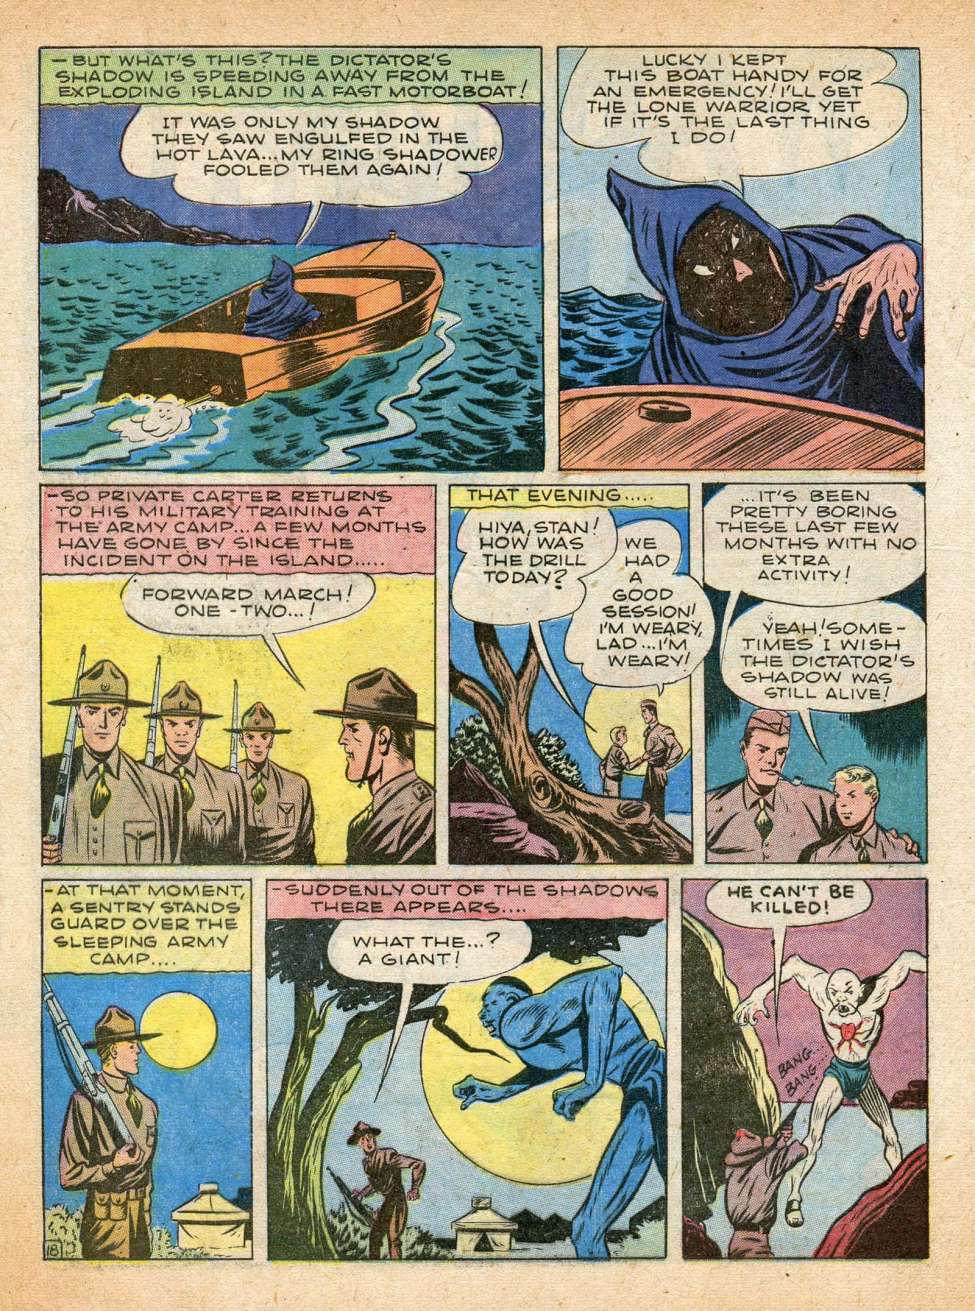 -BUT WHAT'S THIS? THE DICTATOR'S
SHADOW IS SPEEDING AWAY FROM THE
EXPLODING ISLAND IN A FAST MOTORBOAT!
IT WAS ONLY MY SHADOW
THEY SAW ENGULFED IN THE
HOT LAVA...MY RING SHADOWER
FOOLED THEM AGAIN!
LUCKY I KEPT
THIS BOAT HANDY FOR
AN EMERGENCY! I'LL GET
THE LONE WARRIOR YET
IF IT'S THE LAST THING
I DO!
-SO PRIVATE CARTER RETURNS
TO HIS MILITARY TRAINING AT
THE ARMY CAMP...A FEW MONTHS
HAVE GONE BY SINCE THE
INCIDENT ON THE ISLAND.....
FORWARD MARCH!
ONE-TWO...!
THAT EVENING.....
HIYA, STAN!
HOW WAS
THE DRILL
TODAY?
WE
HAD
A
GOOD
SESSION!
I'M WEARY,
LAD...I'M
WEARY!
...IT'S BEEN
PRETTY BORING
THESE LAST FEW
MONTHS WITH NO
EXTRA
ACTIVITY!
YEAH! SOME-
TIMES I WISH
THE DICTATOR'S
SHADOW WAS
STILL ALIVE!
-AT THAT MOMENT,
A SENTRY STANDS
GUARD OVER THE
SLEEPING ARMY
CAMP....
18
-SUDDENLY OUT OF THE SHADOWS
THERE APPEARS....
WHAT THE...?
A GIANT!
HE CAN'T BE
KILLED!
BANG...
BANG...